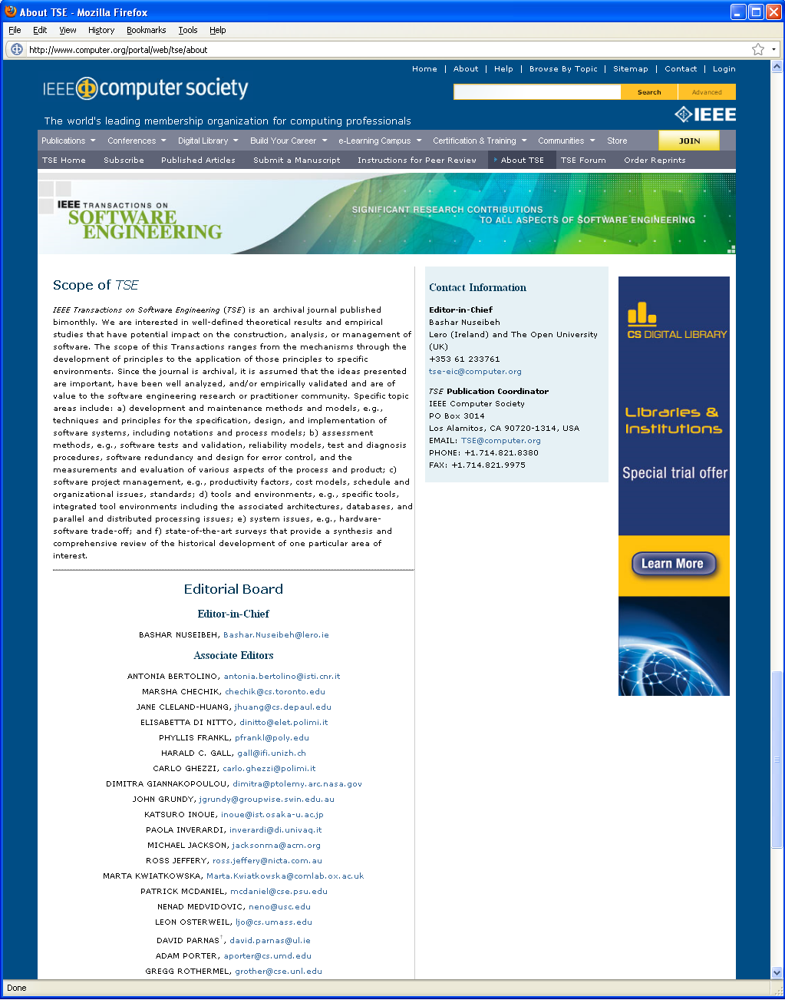 About TSE - Mozilla Firefox
File Edit View History Bookmarks Tools Help
http://www.computer.org/portal/web/tse/about
Home | About | Help | Browse By Topic | Sitemap | Contact | Login
IEEE computer society
Search Advanced
The world's leading membership organization for computing professionals
IEEE
Publications Conferences Digital Library Build Your Career e-Learning Campus Certification & Training Communities Store JOIN
TSE Home Subscribe Published Articles Submit a Manuscript Instructions for Peer Review About TSE TSE Forum Order Reprints
IEEE TRANSACTIONS ON
SOFTWARE
ENGINEERING
SIGNIFICANT RESEARCH CONTRIBUTIONS
TO ALL ASPECTS OF SOFTWARE ENGINEERING
Scope of TSE
IEEE Transactions on Software Engineering (TSE) is an archival journal published
bimonthly. We are interested in well-defined theoretical results and empirical
studies that have potential impact on the construction, analysis, or management of
software. The scope of this Transactions ranges from the mechanisms through the
development of principles to the application of those principles to specific
environments. Since the journal is archival, it is assumed that the ideas presented
are important, have been well analyzed, and/or empirically validated and are of
value to the software engineering research or practitioner community. Specific topic
areas include: a) development and maintenance methods and models, e.g.,
techniques and principles for the specification, design, and implementation of
software systems, including notations and process models; b) assessment
methods, e.g., software tests and validation, reliability models, test and diagnosis
procedures, software redundancy and design for error control, and the
measurements and evaluation of various aspects of the process and product; c)
software project management, e.g., productivity factors, cost models, schedule and
organizational issues, standards; d) tools and environments, e.g., specific tools,
integrated tool environments including the associated architectures, databases, and
parallel and distributed processing issues; e) system issues, e.g., hardware-
software trade-off; and f) state-of-the-art surveys that provide a synthesis and
comprehensive review of the historical development of one particular area of
interest.
Editorial Board
Editor-in-Chief
BASHAR NUSEIBEH, Bashar.Nuseibeh@lero.ie
Associate Editors
ANTONIA BERTOLINO, antonia.bertolino@isti.cnr.it
MARSHA CHECHIK, chechik@cs.toronto.edu
JANE CLELAND-HUANG, jhuang@cs.depaul.edu
ELISABETTA DI NITTO, dinitto@elet.polimi.it
PHYLLIS FRANKL, pfrankl@poly.edu
HARALD C. GALL, gall@ifi.unizh.ch
CARLO GHEZZI, carlo.ghezzi@polimi.it
DIMITRA GIANNAKOPOULOU, dimitra@ptolemy.arc.nasa.gov
JOHN GRUNDY, jgrundy@groupwise.swin.edu.au
KATSURO INOUE, inoue@ist.osaka-u.ac.jp
PAOLA INVERARDI, inverardi@di.univaq.it
MICHAEL JACKSON, jacksonma@acm.org
ROSS JEFFERY, ross.jeffery@nicta.com.au
MARTA KWIATKOWSKA, Marta.Kwiatkowska@comlab.ox.ac.uk
PATRICK MCDANIEL, mcdaniel@cse.psu.edu
NENAD MEDVIDOVIC, neno@usc.edu
LEON OSTERWEIL, ljo@cs.umass.edu
DAVID PARNAS†, david.parnas@ul.ie
ADAM PORTER, aporter@cs.umd.edu
GREGG ROTHERMEL, grother@cse.unl.edu
Contact Information
Editor-in-Chief
Bashar Nuseibeh
Lero (Ireland) and The Open University
(UK)
+353 61 233761
tse-eic@computer.org
TSE Publication Coordinator
IEEE Computer Society
PO Box 3014
Los Alamitos, CA 90720-1314, USA
EMAIL: TSE@computer.org
PHONE: +1.714.821.8380
FAX: +1.714.821.9975
CS DIGITAL LIBRARY
Libraries &
Institutions
Special trial offer
Learn More
Done